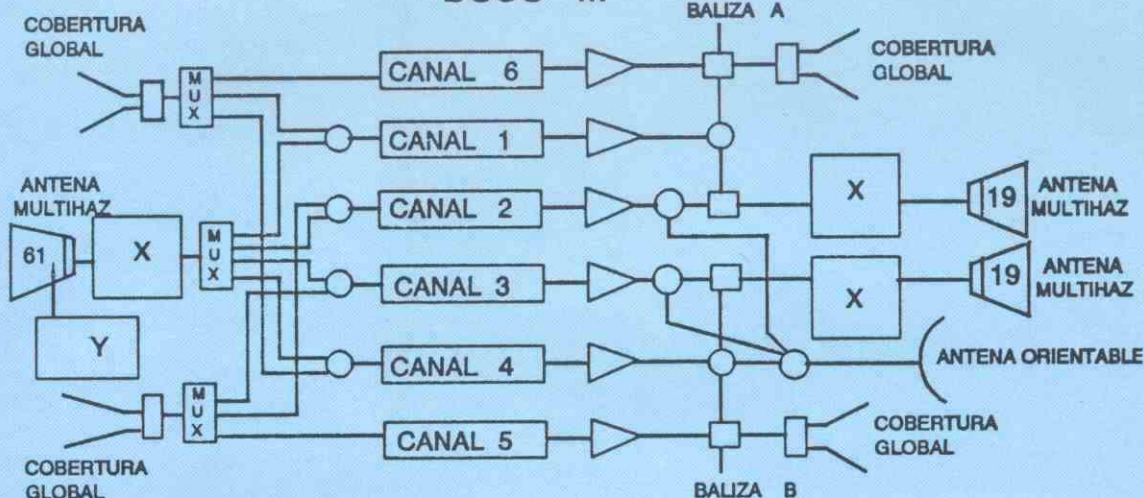 BALIZA A
COBERTURA
GLOBAL
MUX
CANAL 6
COBERTURA
GLOBAL
CANAL 1
ANTENA
MULTIHAZ
61
X
MUX
CANAL 2
X
19
ANTENA
MULTIHAZ
CANAL 3
X
19
ANTENA
MULTIHAZ
Y
CANAL 4
ANTENA ORIENTABLE
MUX
CANAL 5
COBERTURA
GLOBAL
COBERTURA
GLOBAL
BALIZA B